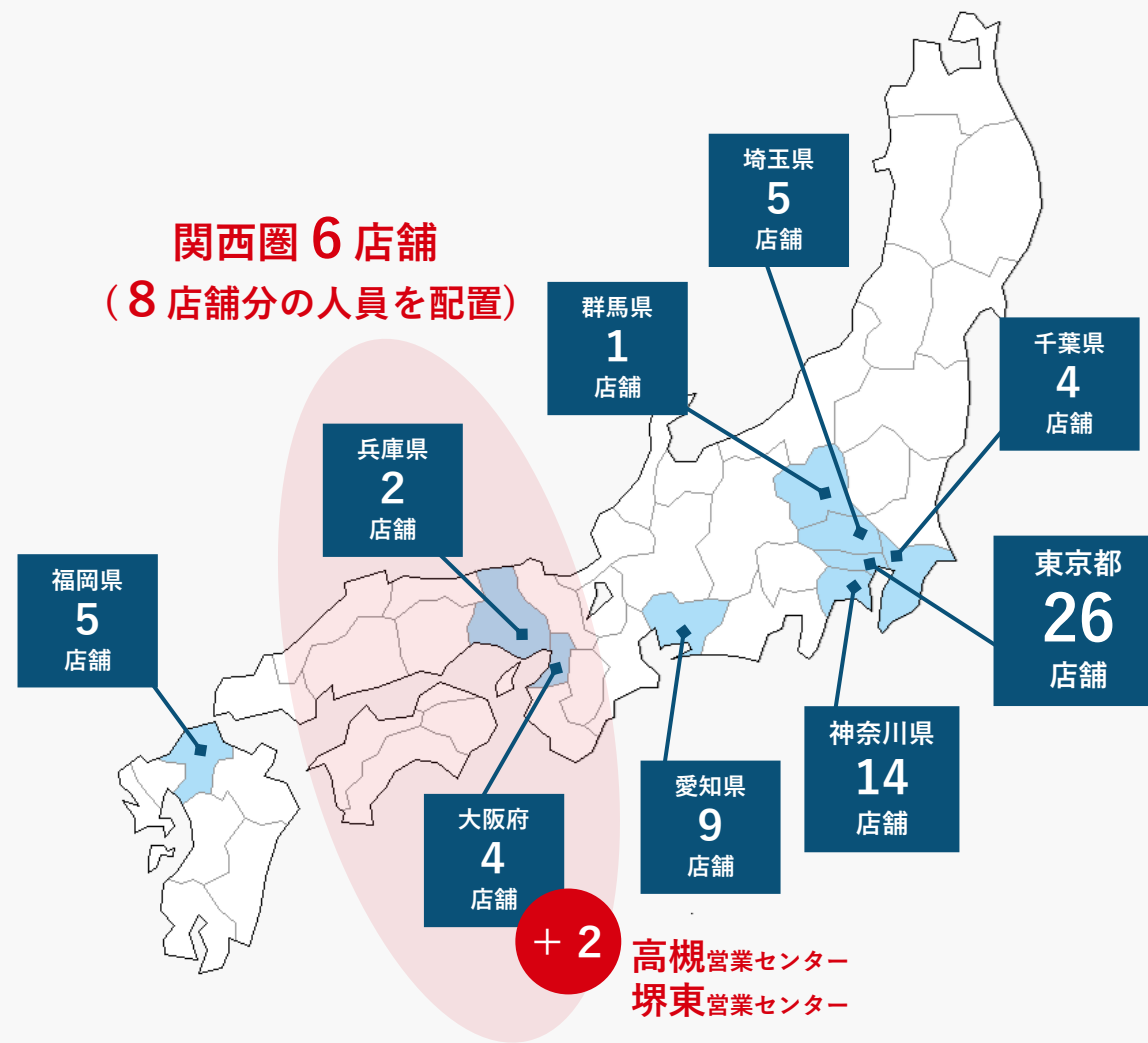 関西圏 6 店舗
（ 8 店舗分の人員を配置）
埼玉県
5
店舗
群馬県
1
店舗
千葉県
4
店舗
兵庫県
2
店舗
東京都
26
店舗
福岡県
5
店舗
神奈川県
14
店舗
愛知県
9
店舗
大阪府
4
店舗
＋ 2
高槻営業センター
堺東営業センター